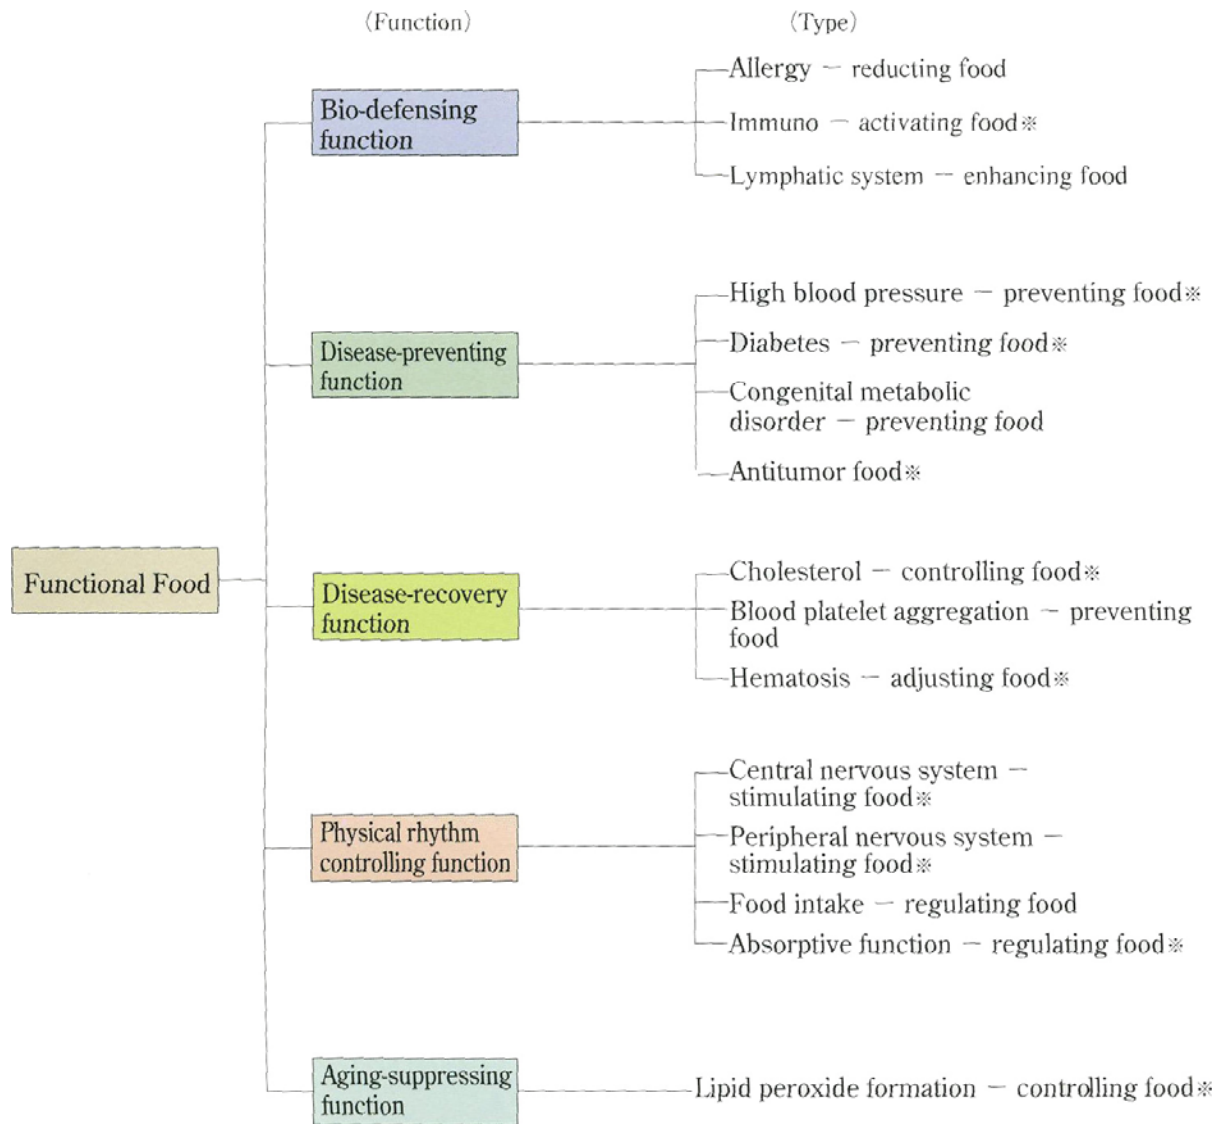 (Function)
(Type)
Functional Food
Bio-defensing
function
Allergy — reducting food
Immuno — activating food※
Lymphatic system — enhancing food
Disease-preventing
function
High blood pressure — preventing food※
Diabetes — preventing food※
Congenital metabolic
disorder — preventing food
Antitumor food※
Disease-recovery
function
Cholesterol — controlling food※
Blood platelet aggregation — preventing
food
Hematosis — adjusting food※
Physical rhythm
controlling function
Central nervous system —
stimulating food※
Peripheral nervous system —
stimulating food※
Food intake — regulating food
Absorptive function — regulating food※
Aging-suppressing
function
Lipid peroxide formation — controlling food※